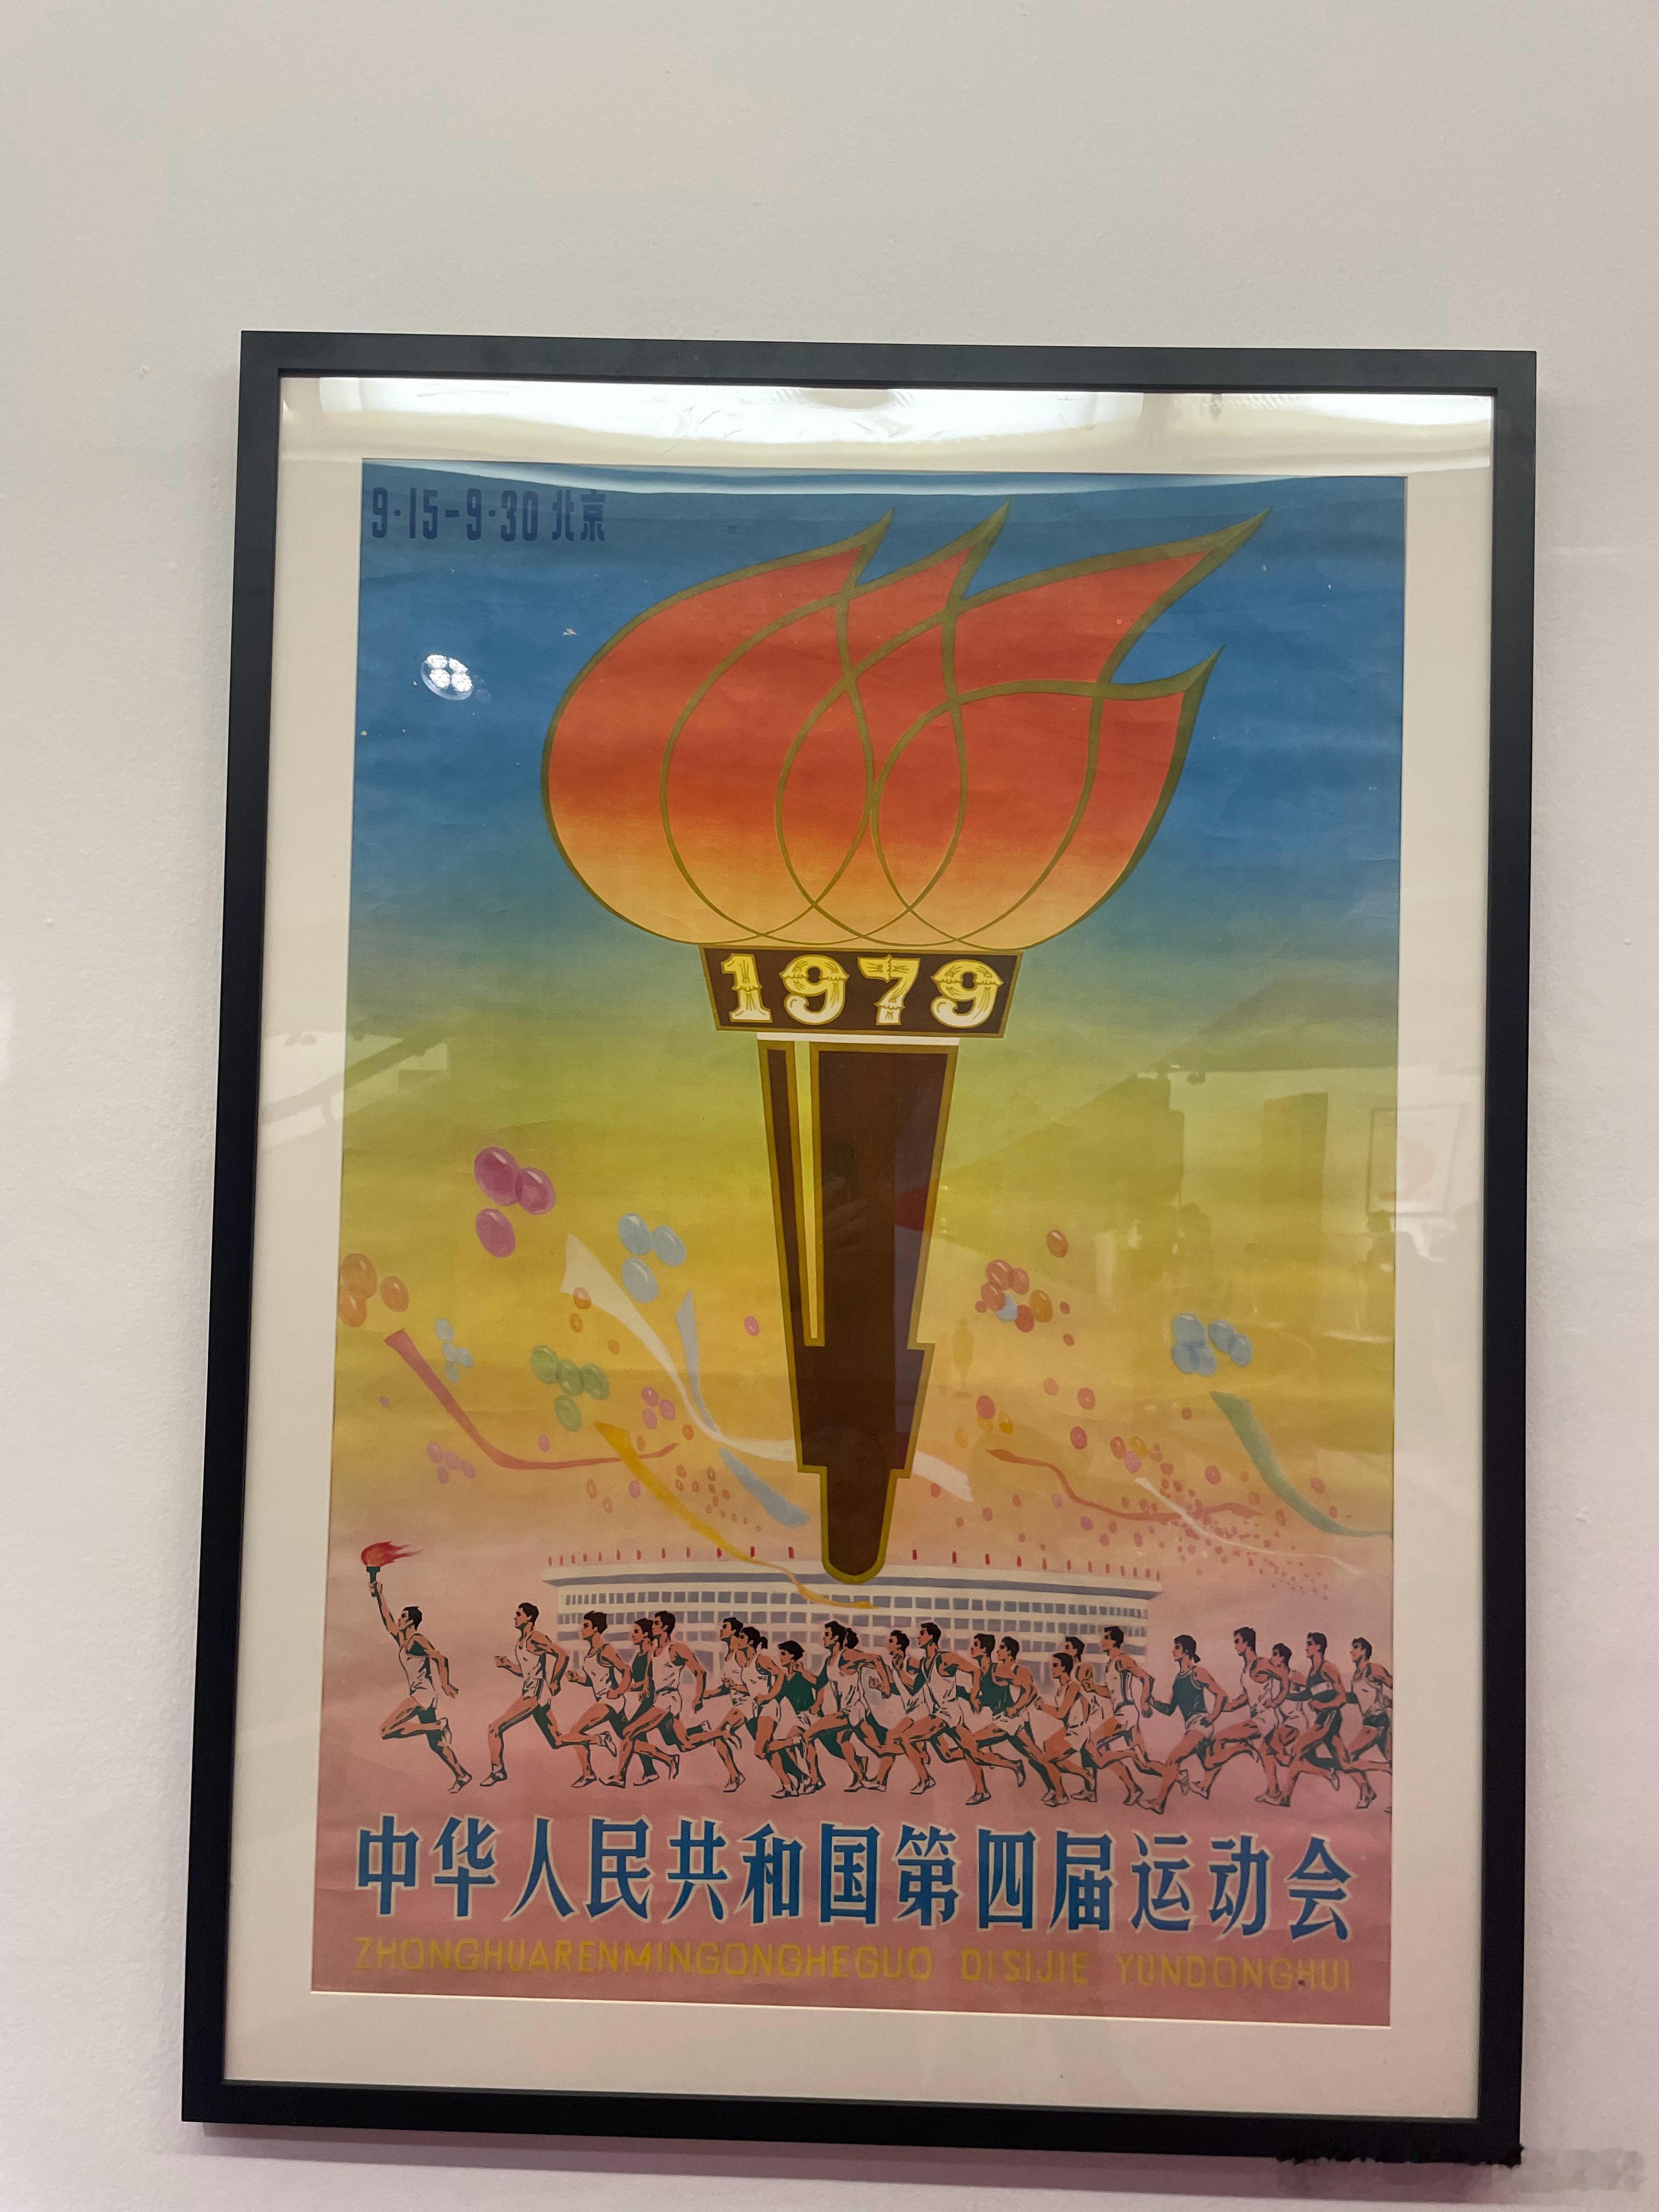 9·15-9·30 北京
1979
中华人民共和国第四届运动会
ZHONGHUARENMINGONGHEGUO DISIJIE YUNDONGHUI